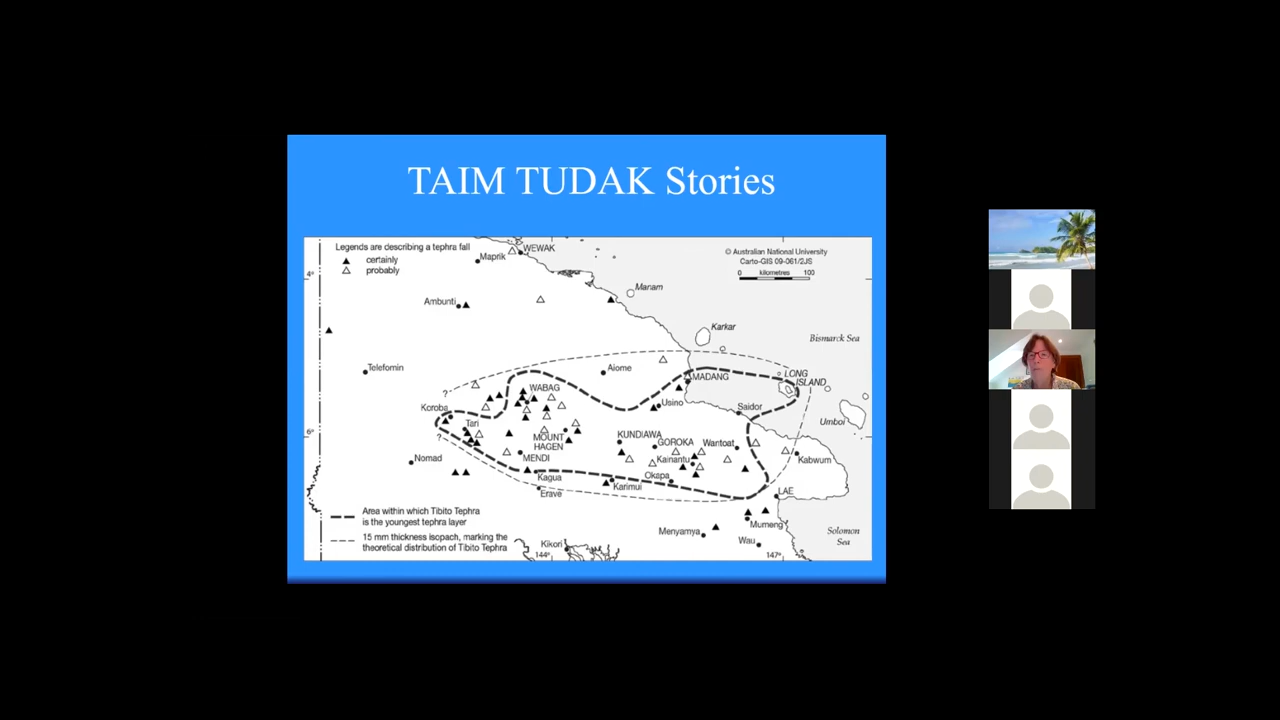 TAIM TUDAK Stories
Legends are describing a tephra fall
certainly
probably
© Australian National University
Carto-GIS 09-061/2JS
0 kilometres 100
4°
6°
144°
147°
WEWAK
Maprik
Ambunti
Manam
Karkar
Bismarck Sea
Telefomin
Aiome
MADANG
LONG
ISLAND
WABAG
Usino
Saidor
Umboi
Koroba
?
?
Tari
KUNDIAWA
GOROKA
Wantoat
MOUNT
HAGEN
Kainantu
Kabwum
Nomad
MENDI
Okapa
Kagua
Karimui
Erave
LAE
Area within which Tibito Tephra
is the youngest tephra layer
15 mm thickness isopach, marking the
theoretical distribution of Tibito Tephra
Menyamya
Mumeng
Wau
Kikori
Solomon
Sea